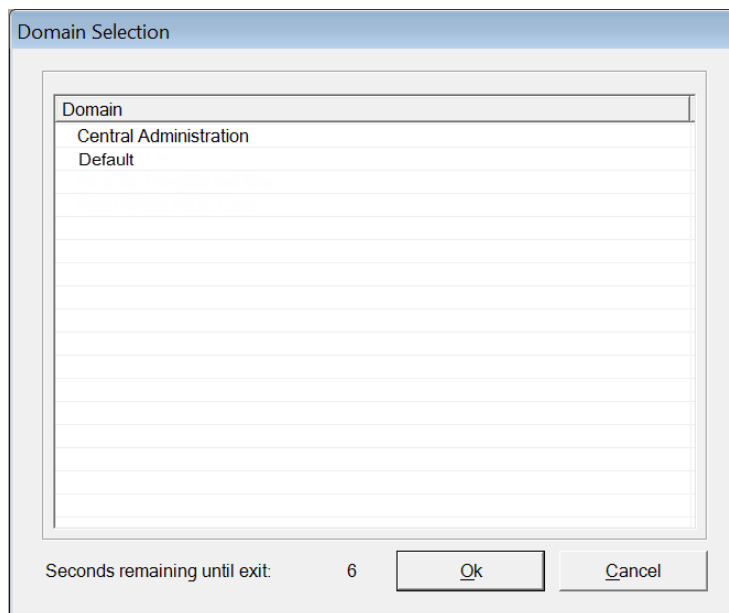 Domain Selection
Domain
Central Administration
Default
Seconds remaining until exit: 6 Ok Cancel